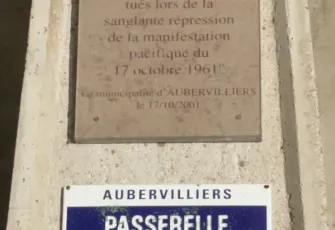 tués lors de la
sanglante répression
de la manifestation
pacifique du
17 octobre 1961"
La municipalité d'AUBERVILLIERS
le 17/10/2001
AUBERVILLIERS
PASSERELLE